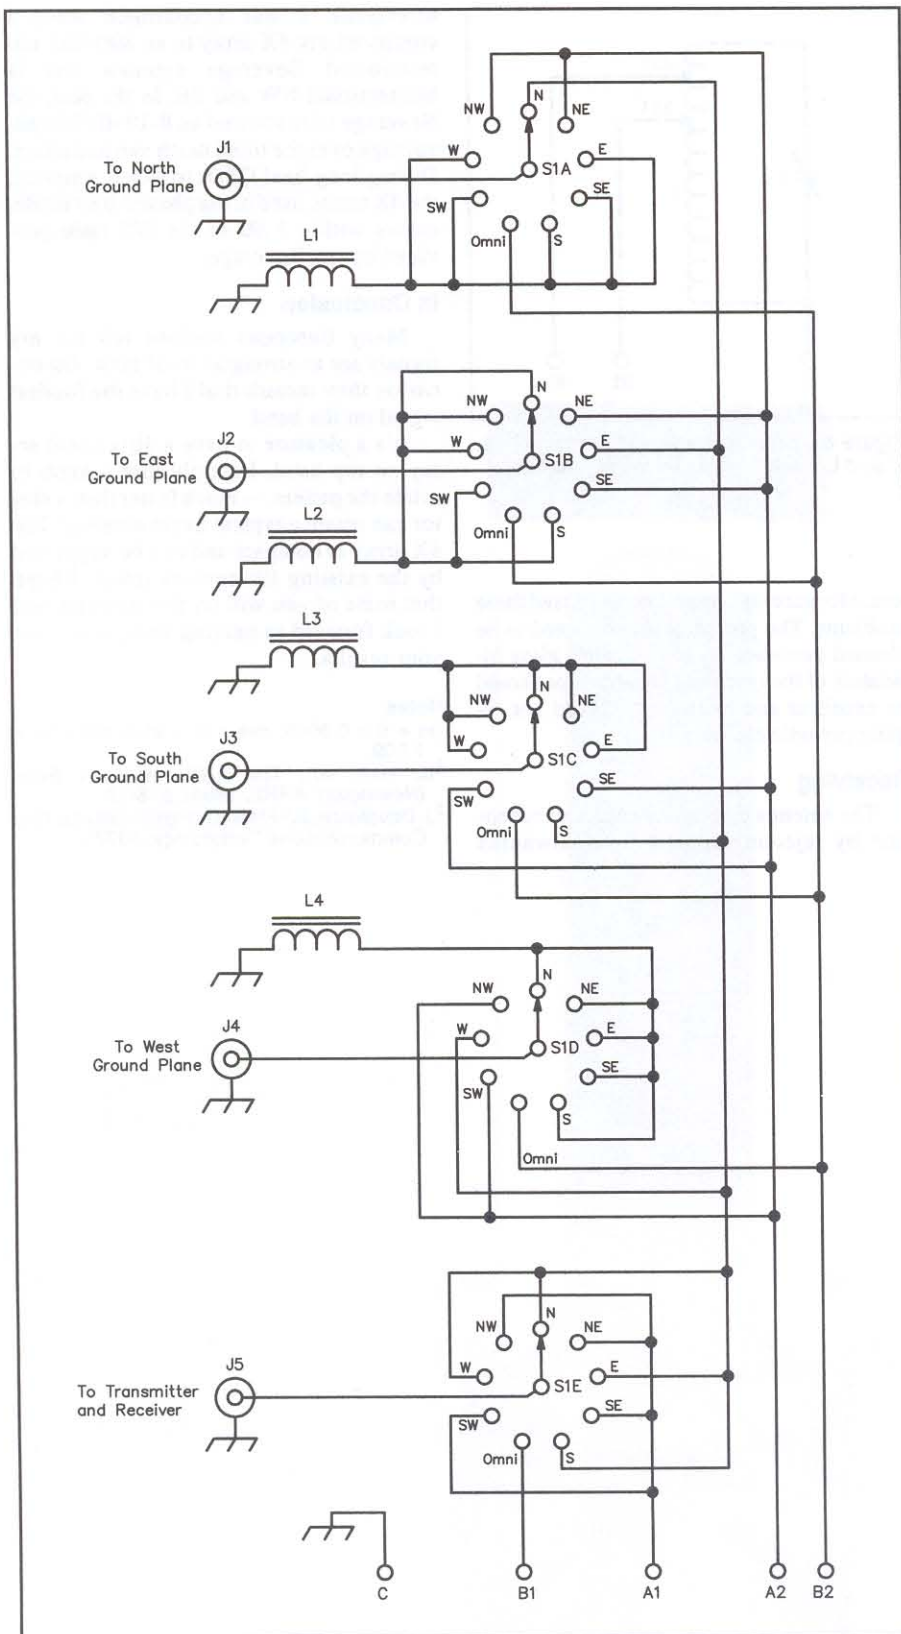 N
NW
NE
J1
W
E
To North
Ground Plane
S1A
SW
SE
L1
Omni
S
N
NW
NE
J2
W
E
To East
Ground Plane
S1B
SW
SE
L2
Omni
S
L3
N
NW
NE
J3
W
E
To South
Ground Plane
S1C
SW
SE
Omni
S
L4
N
NW
NE
J4
W
E
To West
Ground Plane
S1D
SW
SE
S
Omni
N
NW
NE
J5
W
E
To Transmitter
and Receiver
S1E
SW
SE
Omni
S
C
B1
A1
A2
B2